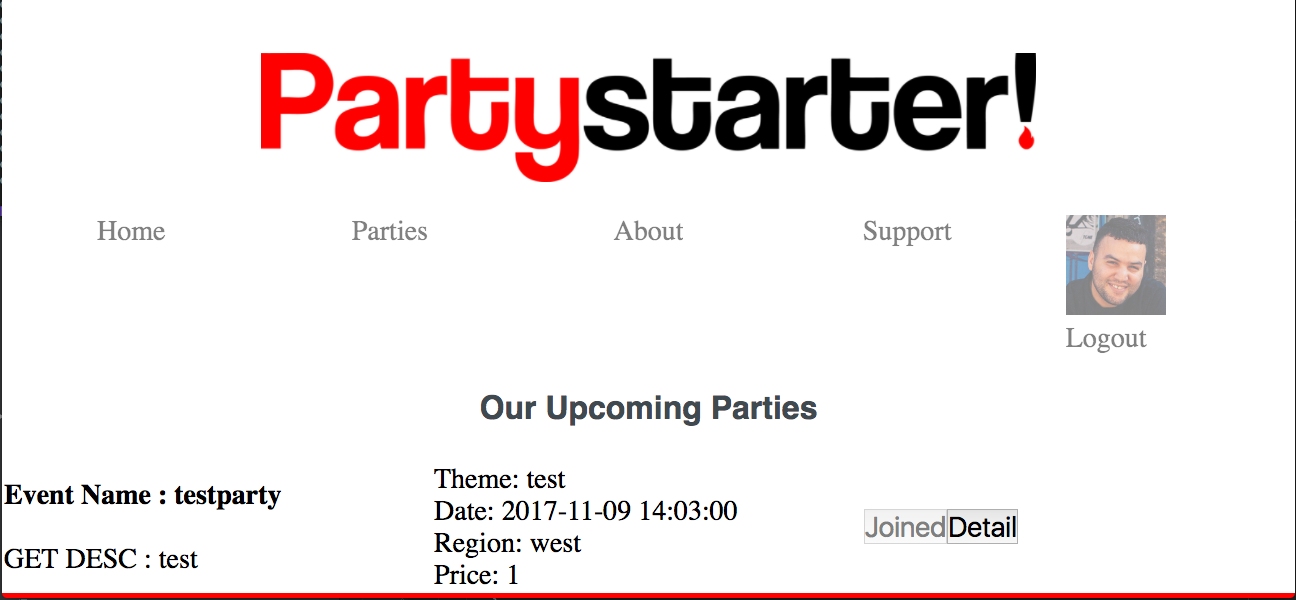 Partystarter!
Home
Parties
About
Support
Logout
Our Upcoming Parties
Event Name : testparty
GET DESC : test
Theme: test
Date: 2017-11-09 14:03:00
Region: west
Price: 1
Joined
Detail